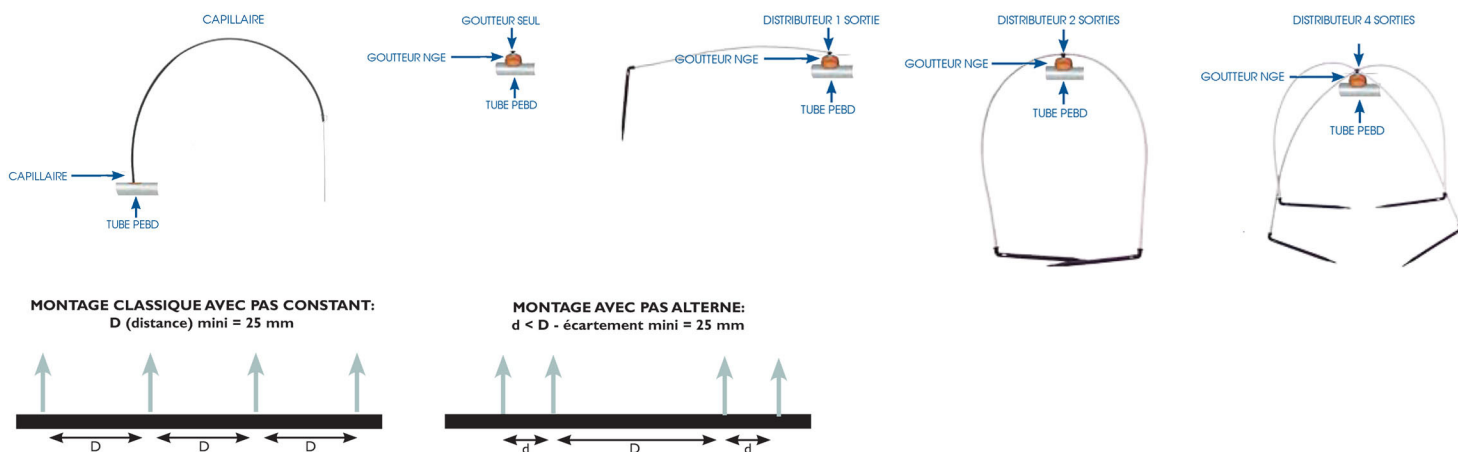 CAPILLAIRE
CAPILLAIRE
TUBE PEBD
GOUTTEUR SEUL
GOUTTEUR NGE
TUBE PEBD
DISTRIBUTEUR 1 SORTIE
GOUTTEUR NGE
TUBE PEBD
DISTRIBUTEUR 2 SORTIES
GOUTTEUR NGE
TUBE PEBD
DISTRIBUTEUR 4 SORTIES
GOUTTEUR NGE
TUBE PEBD
MONTAGE CLASSIQUE AVEC PAS CONSTANT:
D (distance) mini = 25 mm
D
D
D
MONTAGE AVEC PAS ALTERNE:
d < D - écartement mini = 25 mm
d
D
d